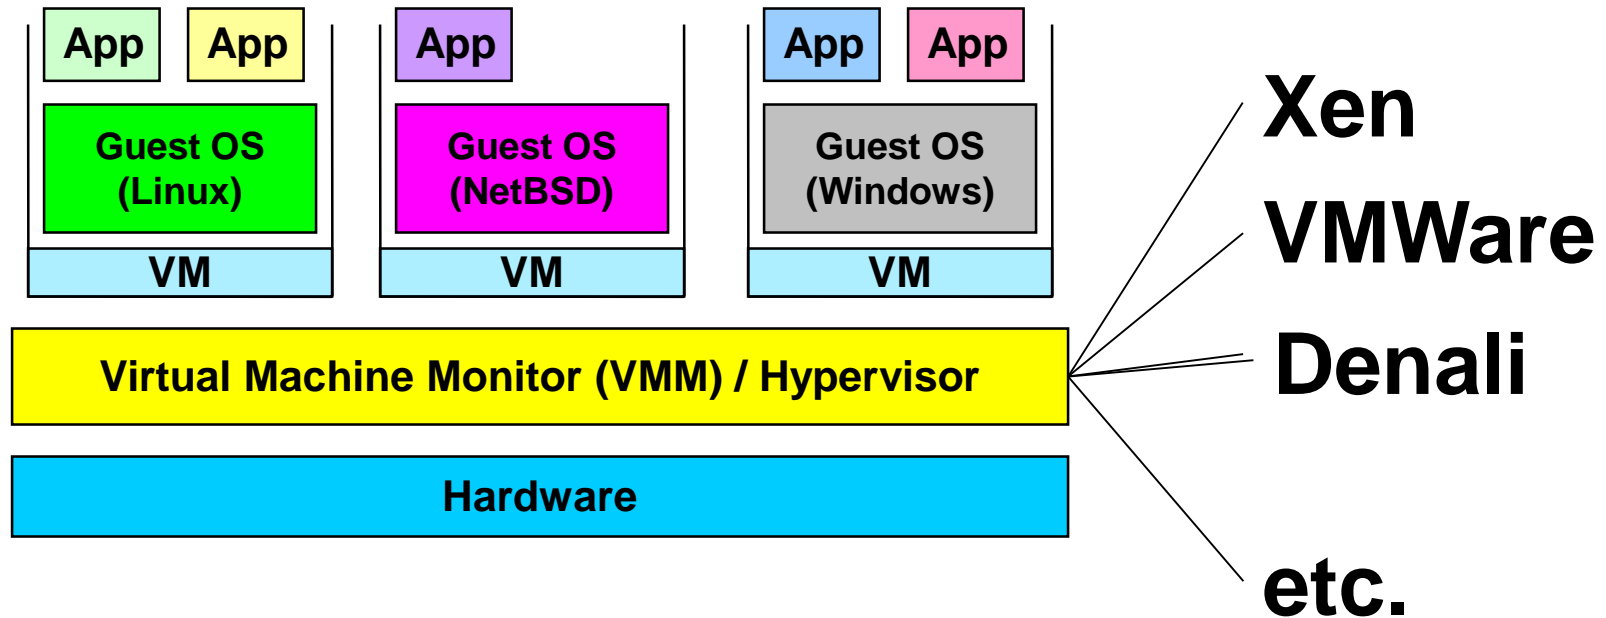 App App App App App
Guest OS
(Linux)
Guest OS
(NetBSD)
Guest OS
(Windows)
VM VM VM
Virtual Machine Monitor (VMM) / Hypervisor
Hardware
Xen
VMWare
Denali
etc.